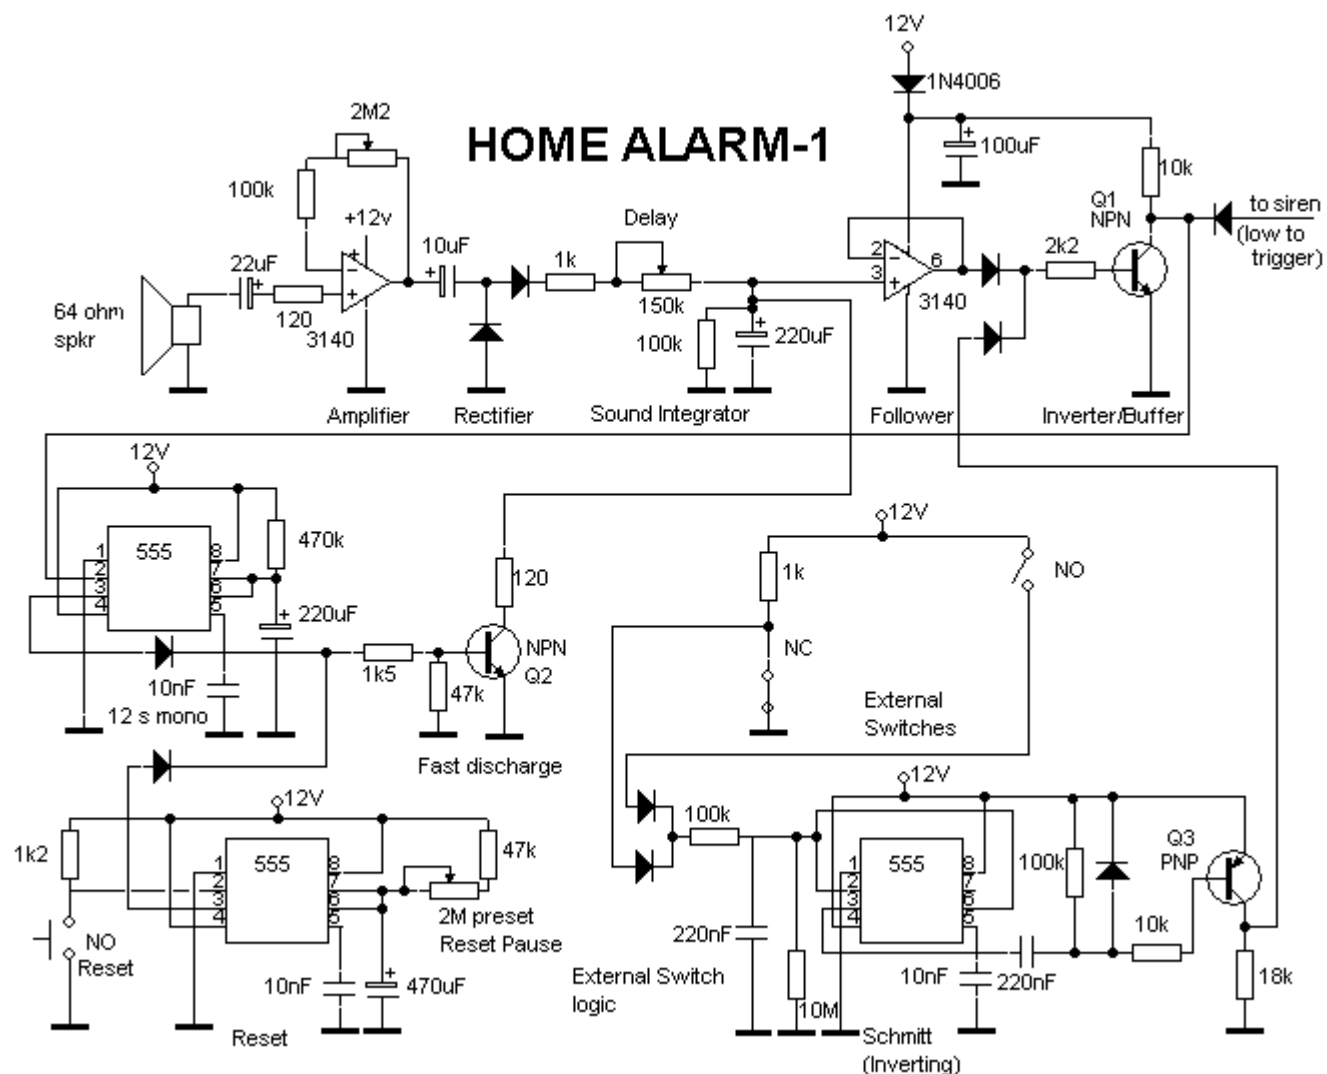 HOME ALARM-1
12V
1N4006
+
100uF
10k
Q1
NPN
to siren
(low to
trigger)
2M2
100k
+12v
+
−
+
22uF
+
120
3140
64 ohm
spkr
10uF
+
1k
Delay
150k
100k
+
220uF
2
−
3
+
6
3140
2k2
Amplifier
Rectifier
Sound Integrator
Follower
Inverter/Buffer
12V
555
1
2
3
4
8
7
6
5
470k
+
220uF
10nF
12 s mono
1k5
47k
120
NPN
Q2
Fast discharge
12V
1k
NO
NC
External
Switches
12V
1k2
555
1
2
3
4
8
7
6
5
47k
2M preset
Reset Pause
NO
Reset
10nF
+
470uF
Reset
12V
100k
220nF
10M
External Switch
logic
555
1
2
3
4
8
7
6
5
100k
Q3
PNP
10k
10nF
220nF
18k
Schmitt
(Inverting)